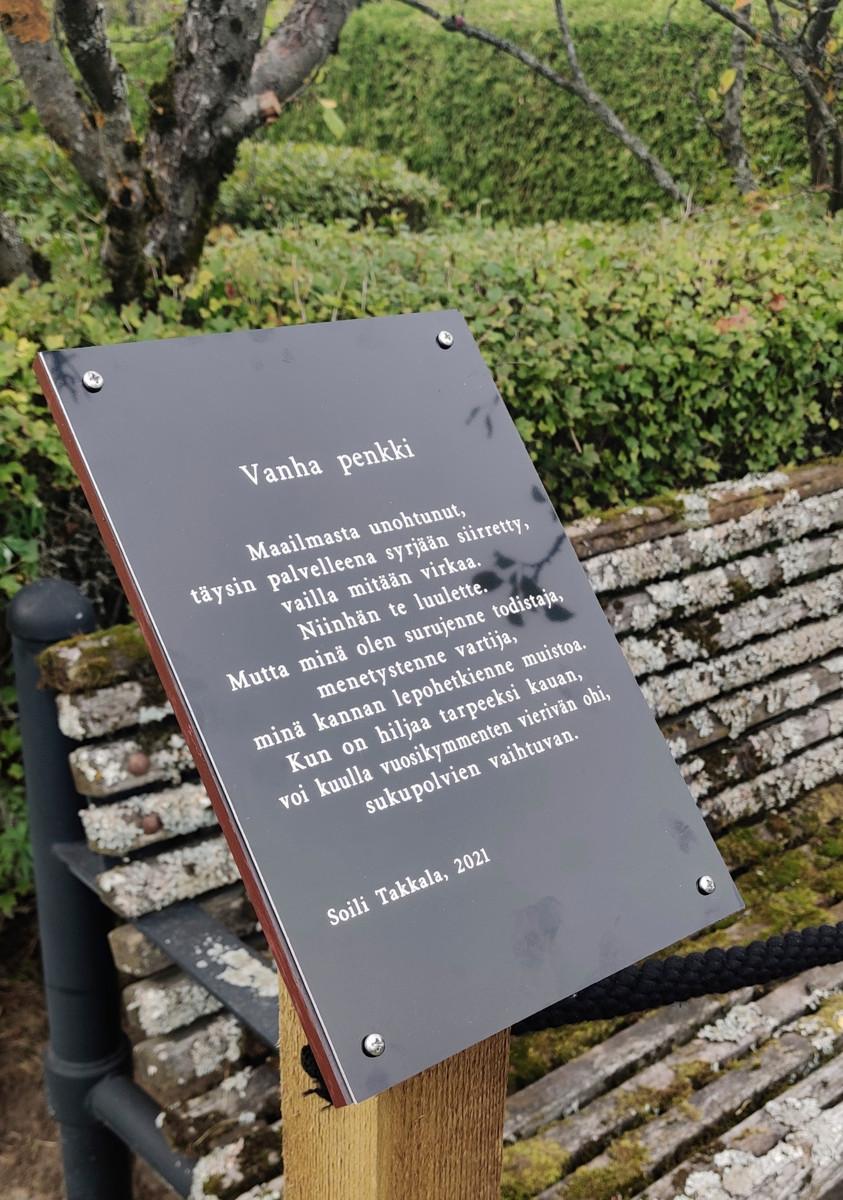 Vanha penkki
Maailmasta unohtunut,
täysin palvelleena syrjään siirretty,
vailla mitään virkaa.
Niinhän te luulette.
Mutta minä olen surujenne todistaja,
menetystenne vartija,
minä kannan lepohetkienne muistoa.
Kun on hiljaa tarpeeksi kauan,
voi kuulla vuosikymmenten vierivän ohi,
sukupolvien vaihtuvan.
Soili Takkala, 2021